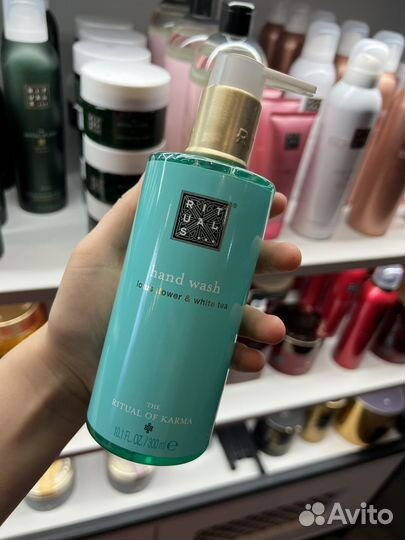 RITUALS...
hand wash
lotus flower & white tea
THE
RITUAL OF KARMA
10.1 FL. OZ / 300 ml ℮
Avito